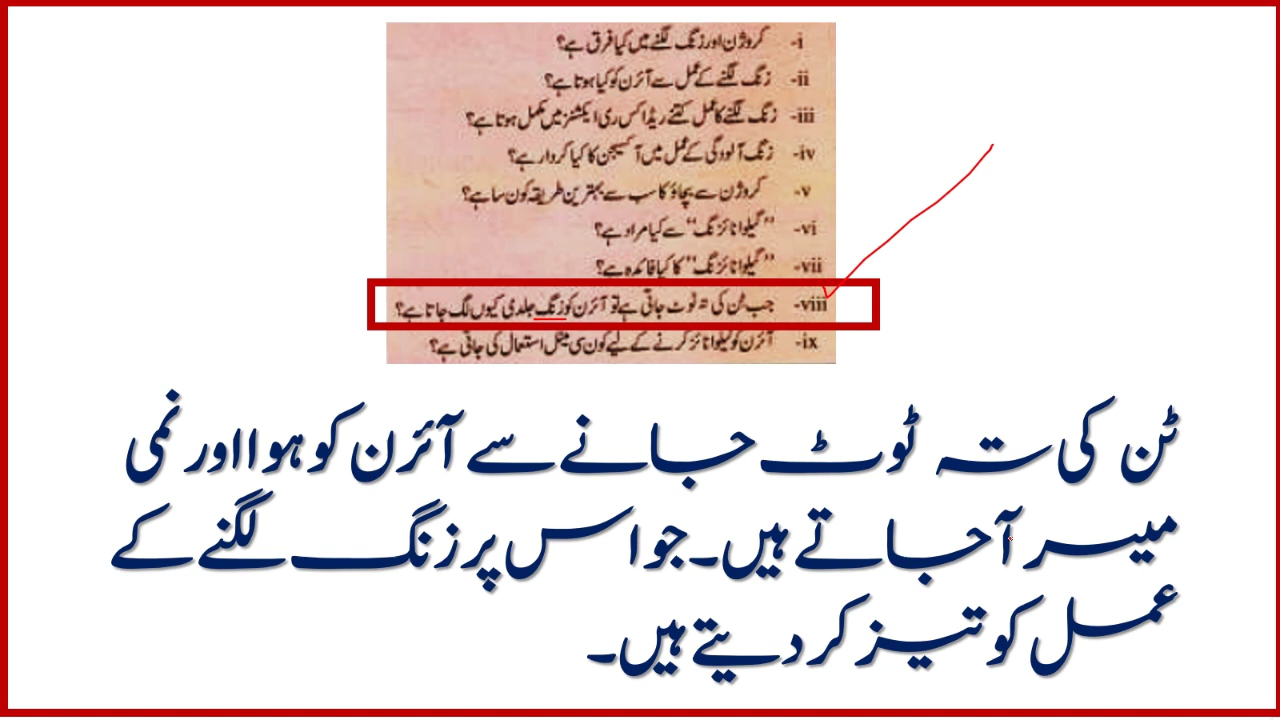 -i کروژن اور زنگ لگنے میں کیا فرق ہے؟
-ii زنگ لگنے کے عمل سے آئرن کو کیا ہوتا ہے؟
-iii زنگ لگنے کا عمل کتنے ریڈاکس ری ایکشنز میں مکمل ہوتا ہے؟
-iv زنگ آلودگی کے عمل میں آکسیجن کا کیا کردار ہے؟
-v کروژن سے بچاؤ کا سب سے بہترین طریقہ کون سا ہے؟
-vi ”گیلوانائزنگ“ سے کیا مراد ہے؟
-vii ”گیلوانائزنگ“ کا کیا فائدہ ہے؟
-viii جب ٹن کی تہ ٹوٹ جاتی ہے تو آئرن کو زنگ جلدی کیوں لگ جاتا ہے؟
-ix آئرن کو گیلوانائز کرنے کے لیے کون سی میٹل استعمال کی جاتی ہے؟
ٹن کی تہ ٹوٹ جانے سے آئرن کو ہوا اور نمی
میسر آجاتے ہیں۔ جو اس پر زنگ لگنے کے
عمل کو تیز کر دیتے ہیں۔